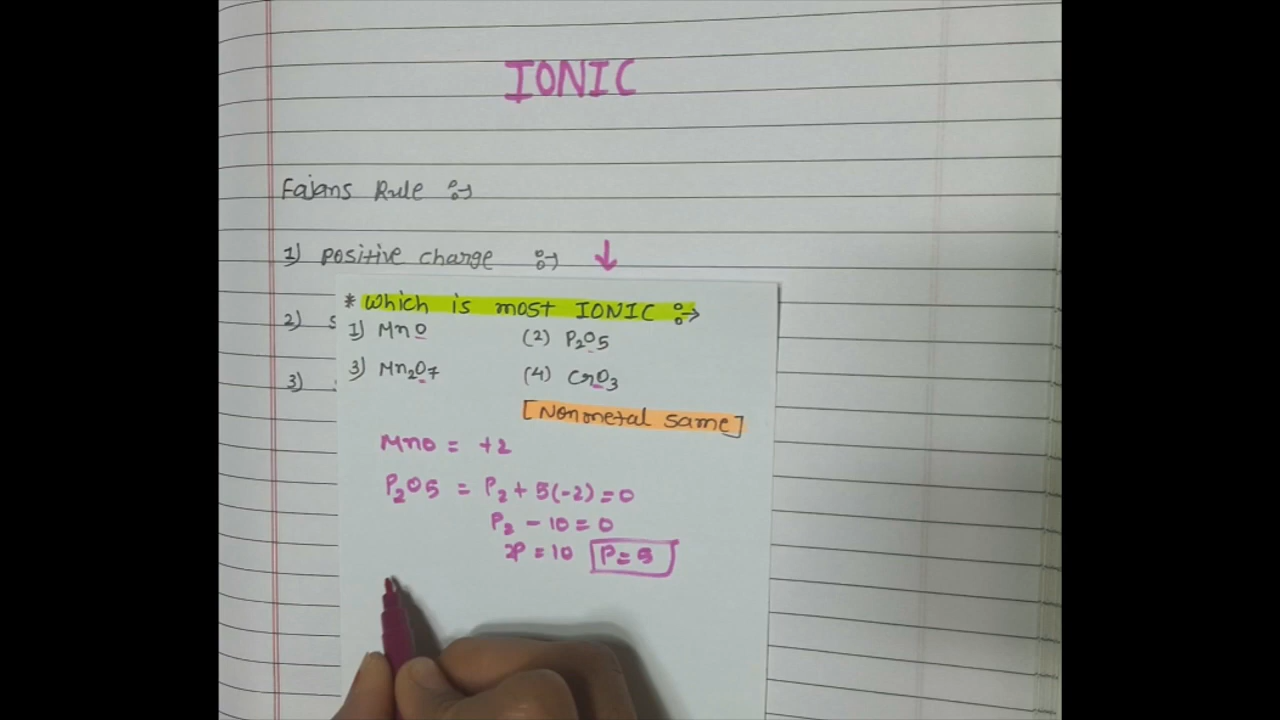 IONIC
Fajans Rule :→
1) positive charge :→ ↓
2) s
3)
* Which is most IONIC :→
1) MnO (2) P₂O₅
3) Mn₂O₇ (4) CrO₃
[Nonmetal same]
MnO = +2
P₂O5 = P₂ + 5(-2) = 0
P₂ - 10 = 0
2P = 10 P = 5